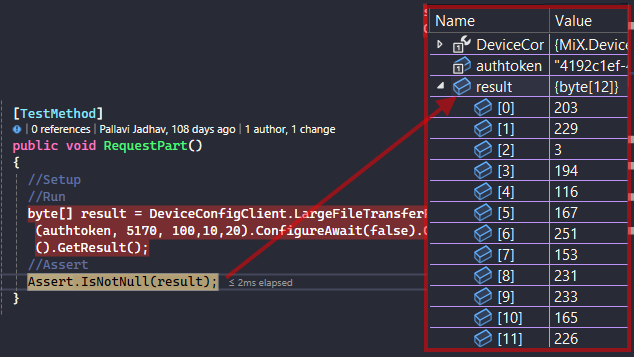 [TestMethod]
0 references | Pallavi Jadhav, 108 days ago | 1 author, 1 change
public void RequestPart()
{
//Setup
//Run
byte[] result = DeviceConfigClient.LargeFileTransfer
(authtoken, 5170, 100,10,20).ConfigureAwait(false).
().GetResult();
//Assert
Assert.IsNotNull(result); ≤ 2ms elapsed
}
Name Value
DeviceCor {MiX.Device
authtoken "4192c1ef-
result {byte[12]}
[0] 203
[1] 229
[2] 3
[3] 194
[4] 116
[5] 167
[6] 251
[7] 153
[8] 231
[9] 233
[10] 165
[11] 226